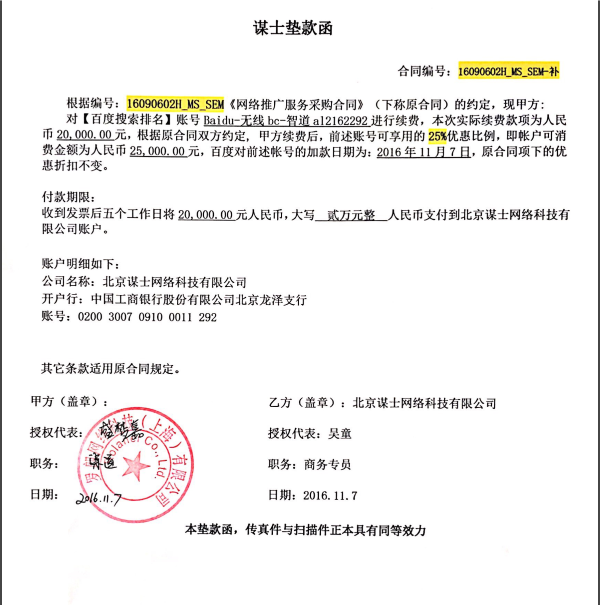 谋士垫款函
合同编号：16090602H_MS_SEM-补
根据编号：16090602H_MS_SEM《网络推广服务采购合同》（下称原合同）的约定，现甲方：
对【百度搜索排名】账号 Baidu-无线 bc-智道 a12162292 进行续费，本次实际续费款项为人民
币 20,000.00 元，根据原合同双方约定，甲方续费后，前述账号可享用的 25%优惠比例，即帐户可消
费金额为人民币 25,000.00 元，百度对前述帐号的加款日期为：2016 年 11 月 7 日，原合同项下的优
惠折扣不变。
付款期限：
收到发票后五个工作日将 20,000.00 元人民币，大写 贰万元整 人民币支付到北京谋士网络科技有
限公司账户。
账户明细如下：
公司名称：北京谋士网络科技有限公司
开户行：中国工商银行股份有限公司北京龙泽支行
账号：0200 3007 0910 0011 292
其它条款适用原合同规定。
甲方（盖章）：
乙方（盖章）：北京谋士网络科技有限公司
授权代表：
授权代表：吴童
职务：
职务：商务专员
日期： 2016.11.7
日期：2016.11.7
（上海）有限公司
Co., Ltd.
本垫款函，传真件与扫描件正本具有同等效力